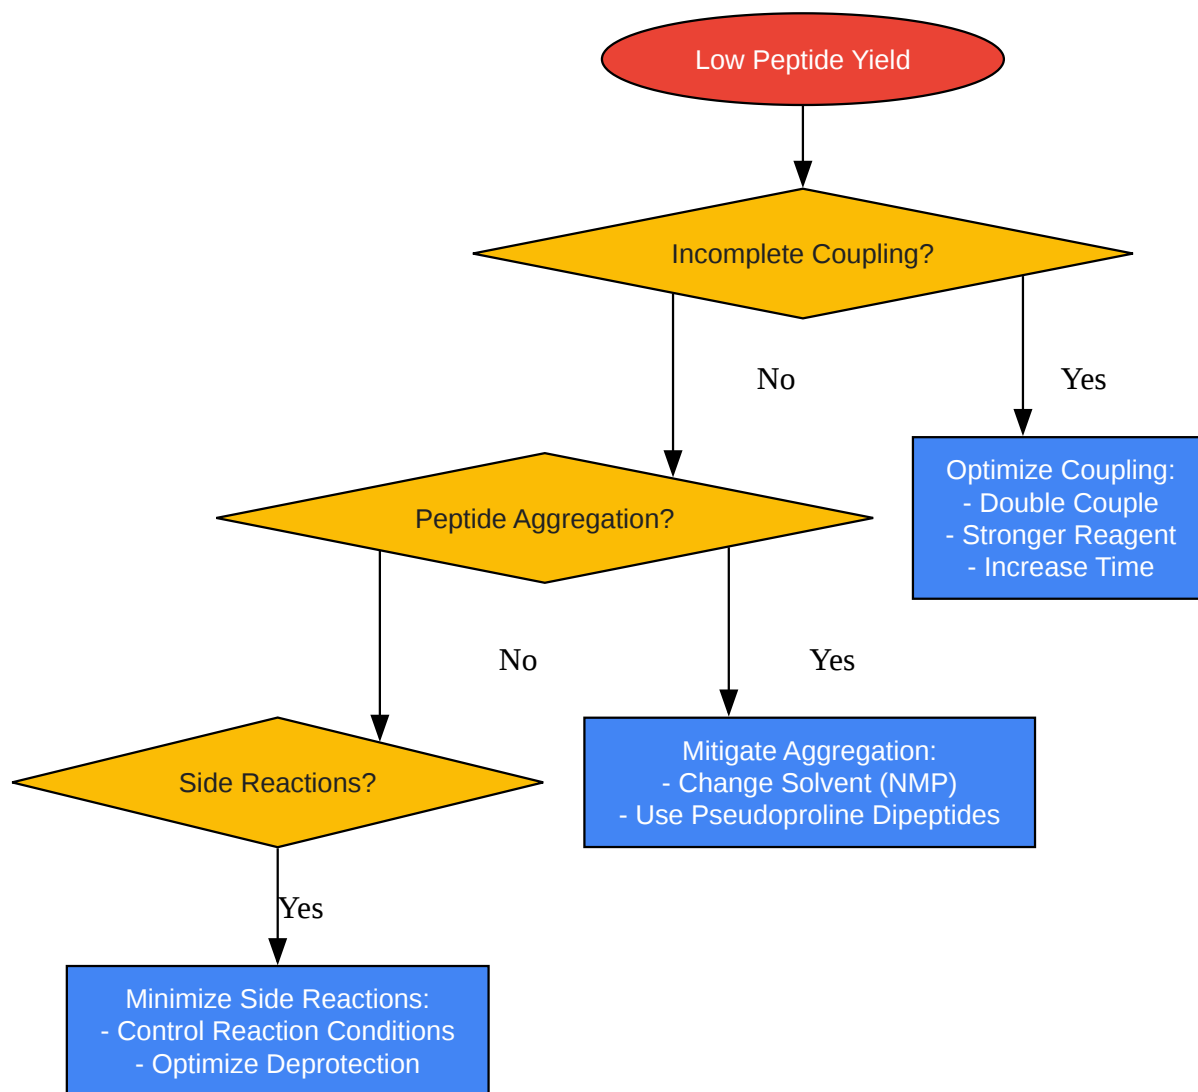 Low Peptide Yield
Incomplete Coupling?
No
Yes
Optimize Coupling:
- Double Couple
- Stronger Reagent
- Increase Time
Peptide Aggregation?
No
Yes
Mitigate Aggregation:
- Change Solvent (NMP)
- Use Pseudoproline Dipeptides
Side Reactions?
Yes
Minimize Side Reactions:
- Control Reaction Conditions
- Optimize Deprotection